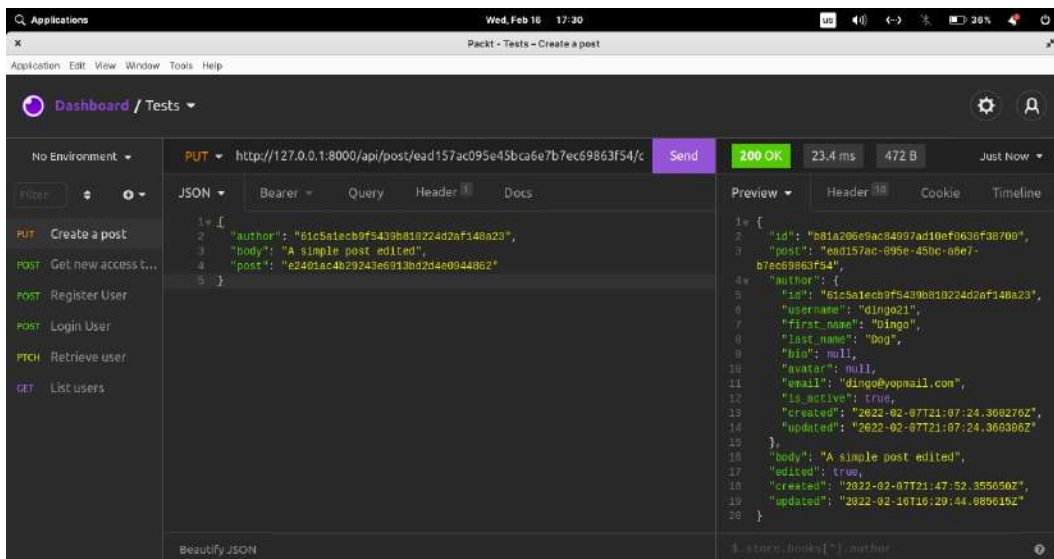 Applications
Wed, Feb 16 17:30
us
36%
Packt - Tests – Create a post
Application Edit View Window Tools Help
Dashboard / Tests
No Environment
PUT http://127.0.0.1:8000/api/post/ead157ac095e45bca6e7b7ec69863f54/c
Send
200 OK 23.4 ms 472 B Just Now
Filter
JSON Bearer Query Header 1 Docs
Preview Header 10 Cookie Timeline
PUT Create a post
POST Get new access t...
POST Register User
POST Login User
PTCH Retrieve user
GET List users
1 {
2 "author": "61c5a1ecb9f5439b810224d2af148a23",
3 "body": "A simple post edited",
4 "post": "e2401ac4b29243e6913bd2d4e0944862"
5 }
Beautify JSON
1 {
2 "id": "b81a206e9ac84997ad10ef0636f38700",
3 "post": "ead157ac-095e-45bc-a6e7-
b7ec69863f54",
4 "author": {
5 "id": "61c5a1ecb9f5439b810224d2af148a23",
6 "username": "dingo21",
7 "first_name": "Dingo",
8 "last_name": "Dog",
9 "bio": null,
10 "avatar": null,
11 "email": "dingo@yopmail.com",
12 "is_active": true,
13 "created": "2022-02-07T21:07:24.360276Z",
14 "updated": "2022-02-07T21:07:24.360306Z"
15 },
16 "body": "A simple post edited",
17 "edited": true,
18 "created": "2022-02-07T21:47:52.355650Z",
19 "updated": "2022-02-16T16:29:44.085615Z"
20 }
$.store.books[*].author